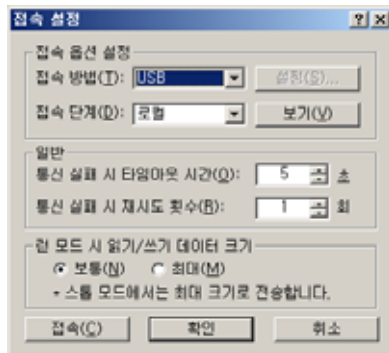 접속 설정
접속 옵션 설정
접속 방법(T): USB 설정(S)...
접속 단계(D): 로컬 보기(V)
일반
통신 실패 시 타임아웃 시간(O): 5 초
통신 실패 시 재시도 횟수(R): 1 회
런 모드 시 읽기/쓰기 데이터 크기
보통(N) 최대(M)
* 스톱 모드에서는 최대 크기로 전송합니다.
접속(C) 확인 취소